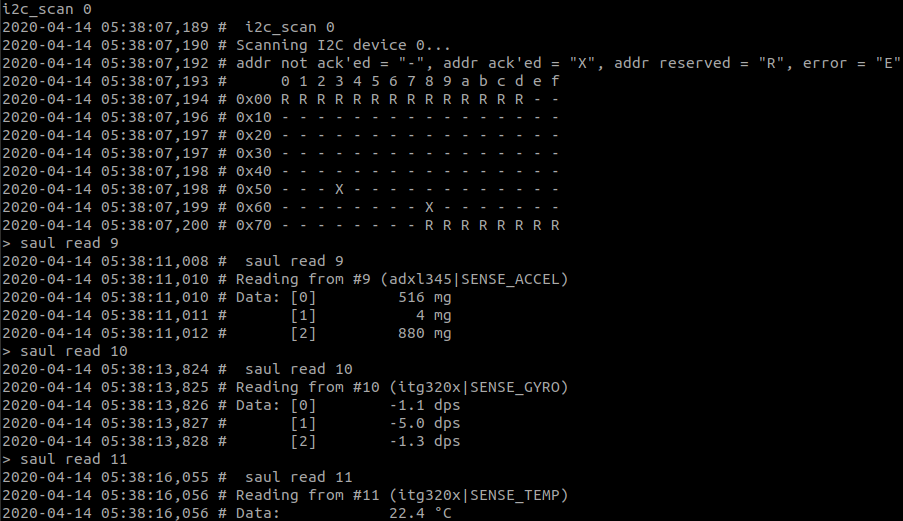 i2c_scan 0
2020-04-14 05:38:07,189 #  i2c_scan 0
2020-04-14 05:38:07,190 # Scanning I2C device 0...
2020-04-14 05:38:07,192 # addr not ack'ed = "-", addr ack'ed = "X", addr reserved = "R", error = "E"
2020-04-14 05:38:07,193 #      0 1 2 3 4 5 6 7 8 9 a b c d e f
2020-04-14 05:38:07,194 # 0x00 R R R R R R R R R R R R R R - -
2020-04-14 05:38:07,196 # 0x10 - - - - - - - - - - - - - - - -
2020-04-14 05:38:07,197 # 0x20 - - - - - - - - - - - - - - - -
2020-04-14 05:38:07,197 # 0x30 - - - - - - - - - - - - - - - -
2020-04-14 05:38:07,198 # 0x40 - - - - - - - - - - - - - - - -
2020-04-14 05:38:07,198 # 0x50 - - - X - - - - - - - - - - - -
2020-04-14 05:38:07,199 # 0x60 - - - - - - - - X - - - - - - -
2020-04-14 05:38:07,200 # 0x70 - - - - - - - - R R R R R R R R
> saul read 9
2020-04-14 05:38:11,008 #  saul read 9
2020-04-14 05:38:11,010 # Reading from #9 (adxl345|SENSE_ACCEL)
2020-04-14 05:38:11,010 # Data: [0]         516 mg
2020-04-14 05:38:11,011 #       [1]           4 mg
2020-04-14 05:38:11,012 #       [2]         880 mg
> saul read 10
2020-04-14 05:38:13,824 #  saul read 10
2020-04-14 05:38:13,825 # Reading from #10 (itg320x|SENSE_GYRO)
2020-04-14 05:38:13,826 # Data: [0]        -1.1 dps
2020-04-14 05:38:13,827 #       [1]        -5.0 dps
2020-04-14 05:38:13,828 #       [2]        -1.3 dps
> saul read 11
2020-04-14 05:38:16,055 #  saul read 11
2020-04-14 05:38:16,056 # Reading from #11 (itg320x|SENSE_TEMP)
2020-04-14 05:38:16,056 # Data:            22.4 °C